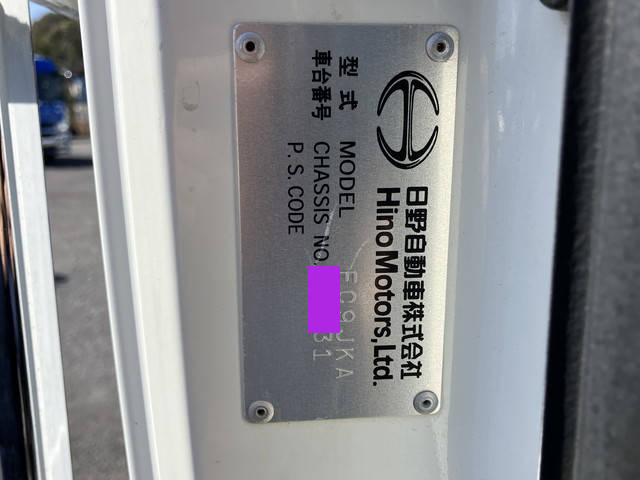 日野自動車株式会社
Hino Motors, Ltd.
型式 MODEL FC9JKA
車台番号 CHASSIS NO. 31
P. S. CODE